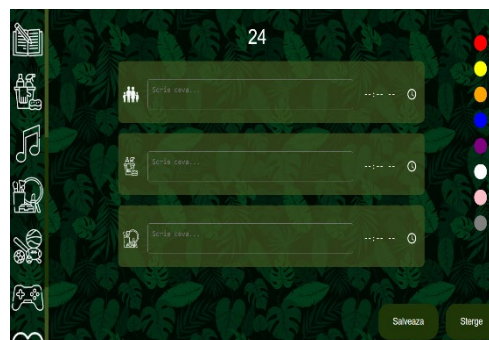 24
Scrie ceva...
--:-- --
Scrie ceva...
--:-- --
Scrie ceva...
--:-- --
Salveaza
Sterge